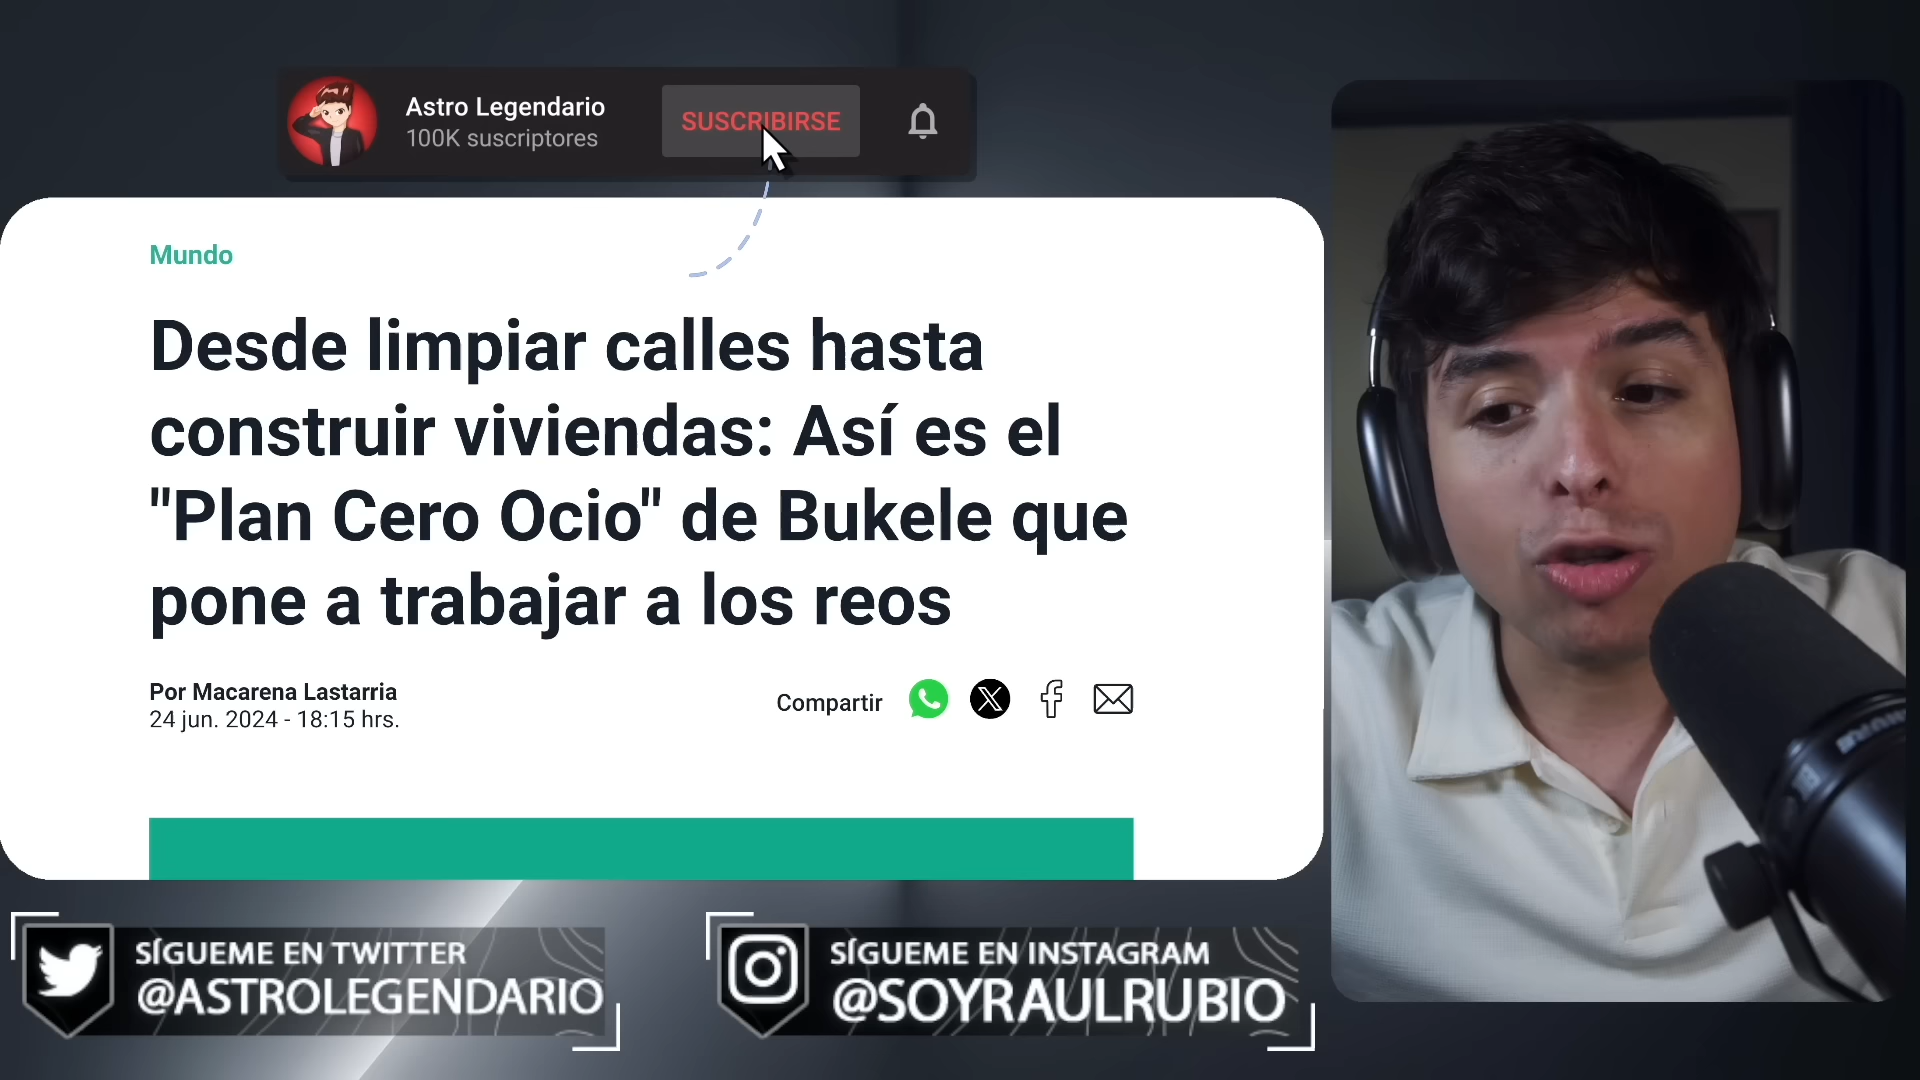 Astro Legendario
100K suscriptores
SUSCRIBIRSE
Mundo
Desde limpiar calles hasta
construir viviendas: Así es el
"Plan Cero Ocio" de Bukele que
pone a trabajar a los reos
Por Macarena Lastarria
24 jun. 2024 - 18:15 hrs.
Compartir
SÍGUEME EN TWITTER
@ASTROLEGENDARIO
SÍGUEME EN INSTAGRAM
@SOYRAULRUBIO